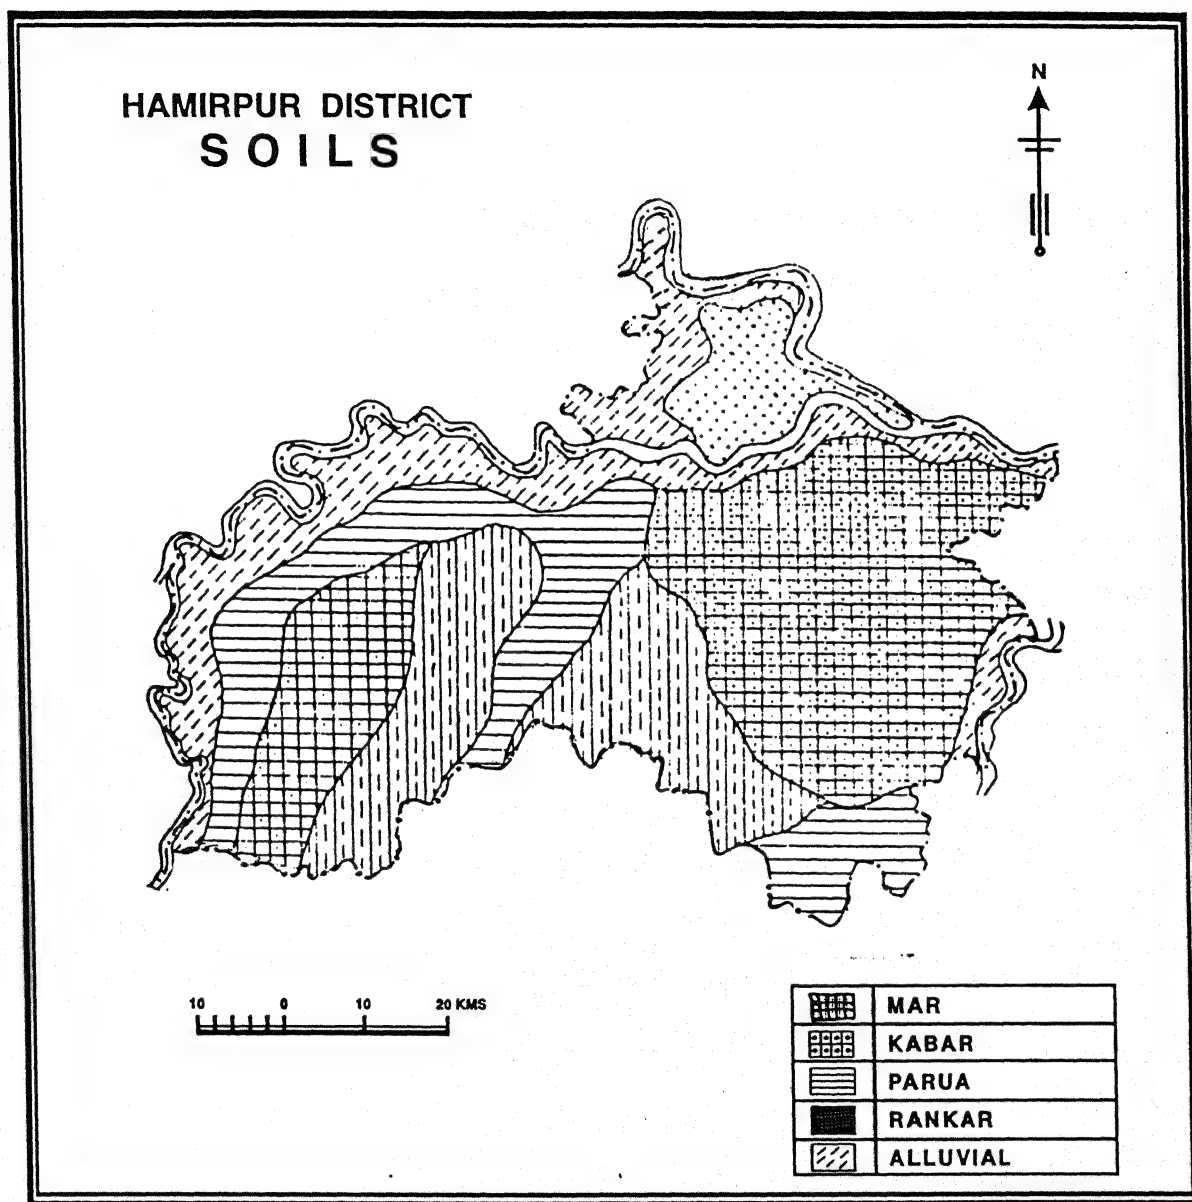 HAMIRPUR DISTRICT
SOILS
N
10 0 10 20 KMS
MAR
KABAR
PARUA
RANKAR
ALLUVIAL